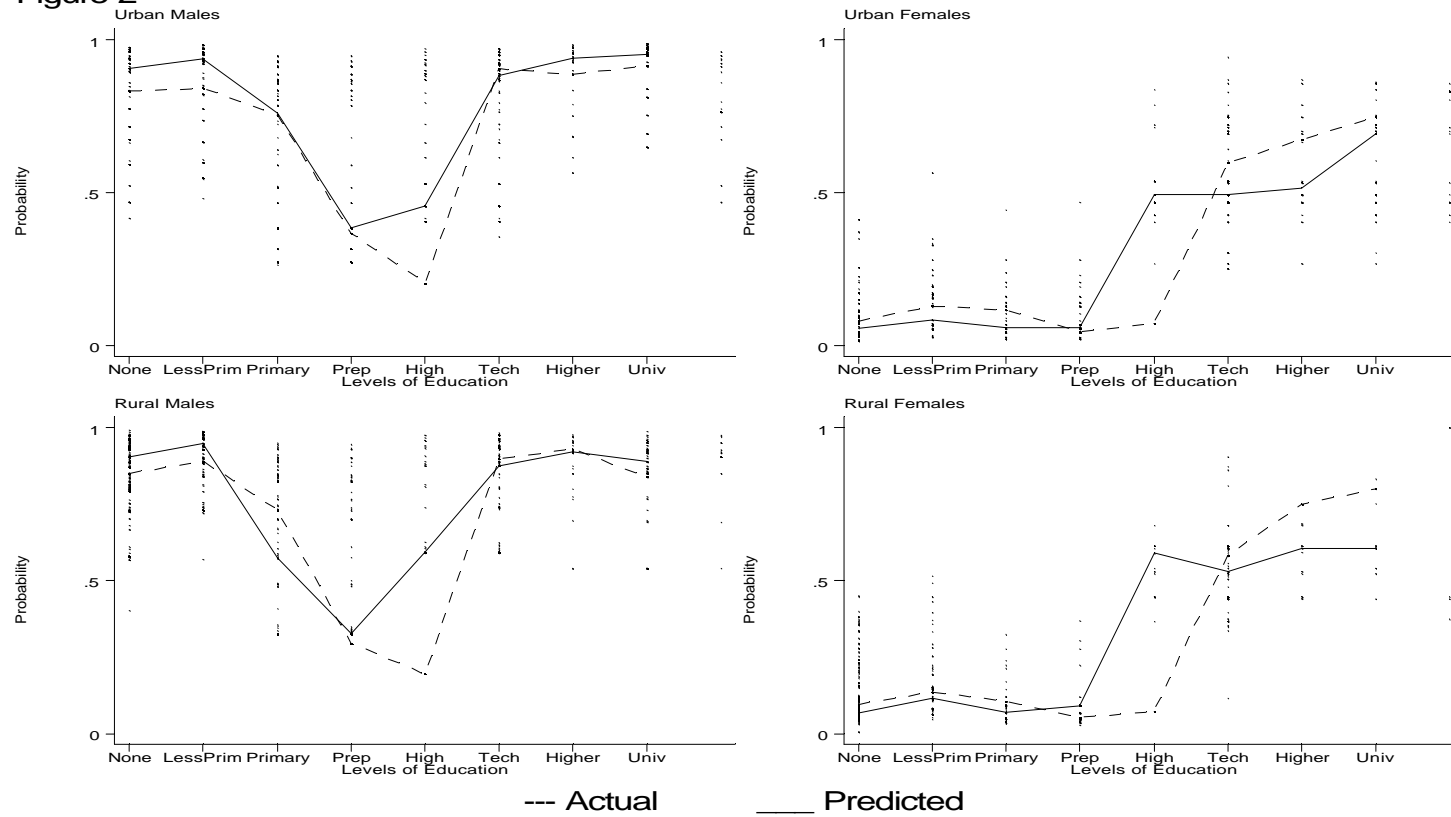 Figure 2
Urban Males
Probability
1
.5
0
None LessPrim Primary Prep High Tech Higher Univ
Levels of Education
Urban Females
Probability
1
.5
0
None LessPrim Primary Prep High Tech Higher Univ
Levels of Education
Rural Males
Probability
1
.5
0
None LessPrim Primary Prep High Tech Higher Univ
Levels of Education
Rural Females
Probability
1
.5
0
None LessPrim Primary Prep High Tech Higher Univ
Levels of Education
--- Actual ___ Predicted